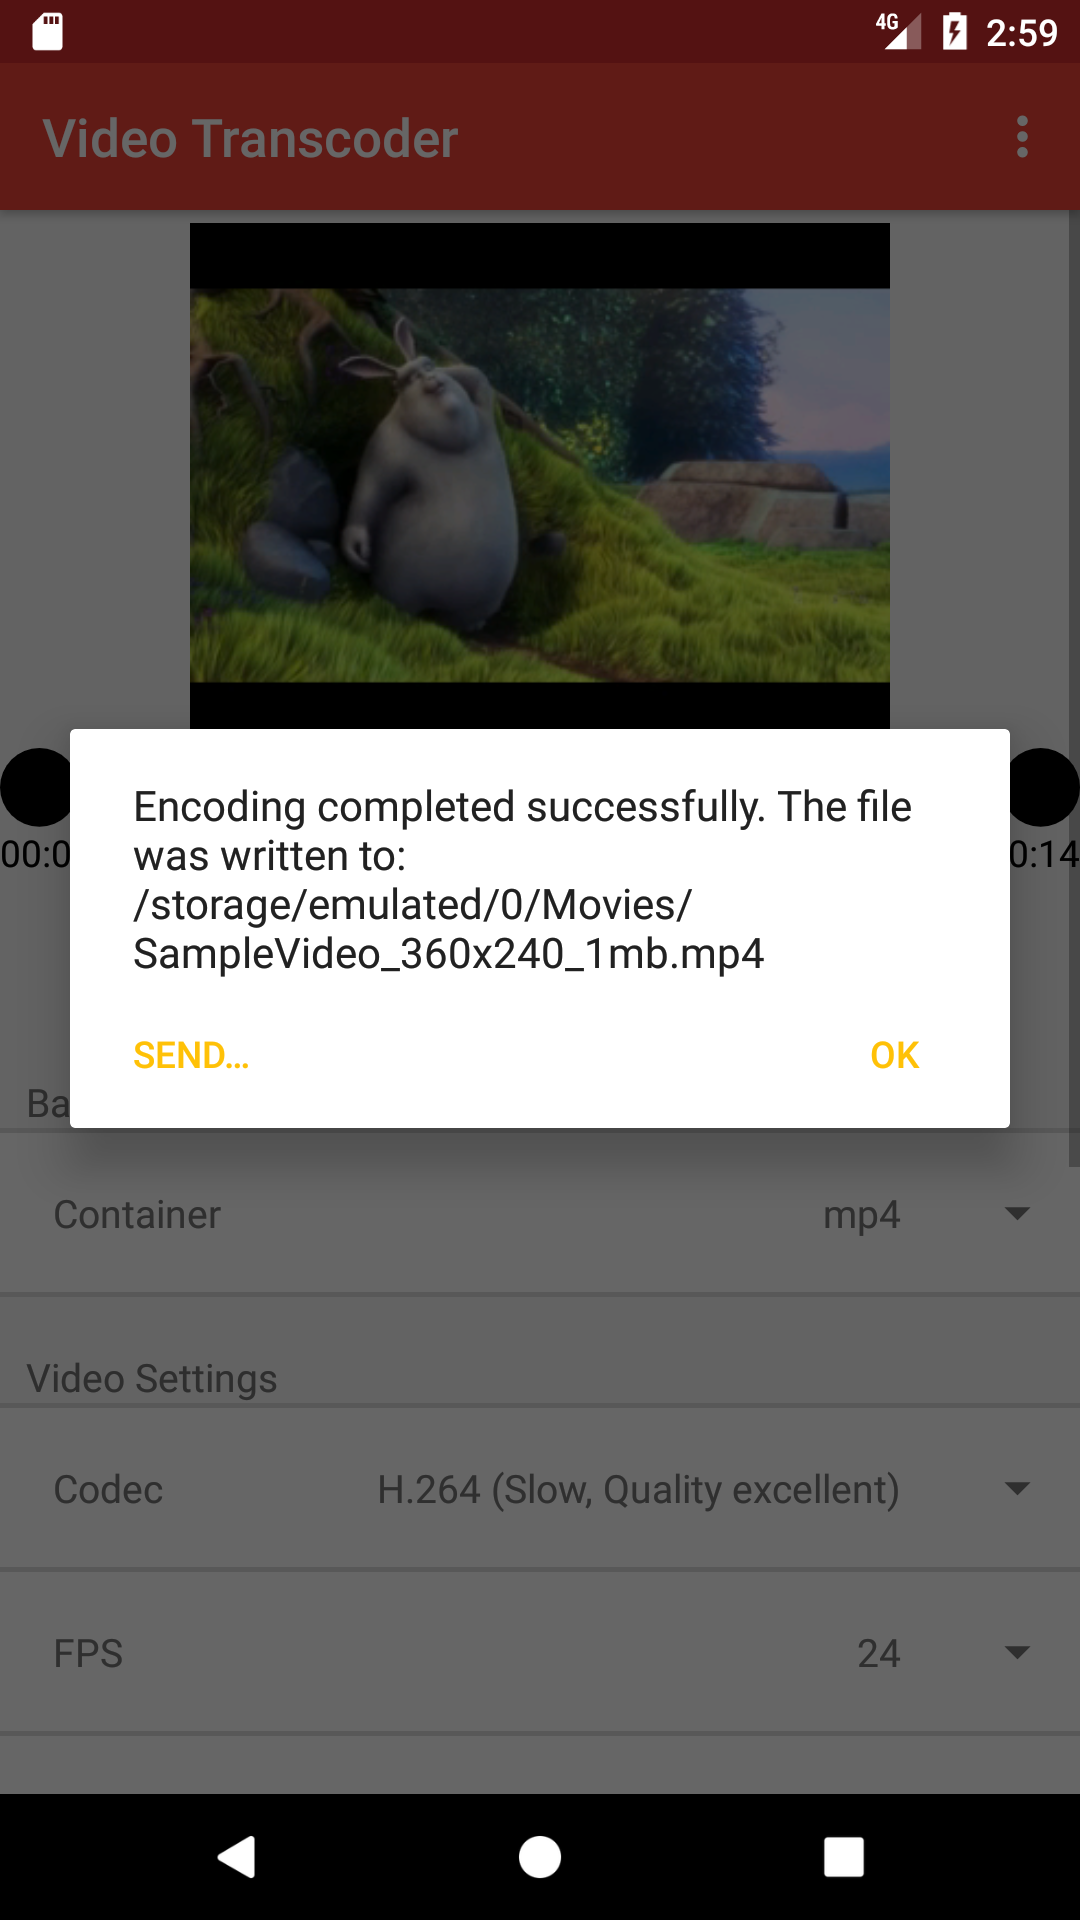 4G 2:59
Video Transcoder
Encoding completed successfully. The file
was written to:
/storage/emulated/0/Movies/
SampleVideo_360x240_1mb.mp4
SEND...
OK
00:0
0:14
Ba
Container mp4
Video Settings
Codec H.264 (Slow, Quality excellent)
FPS 24